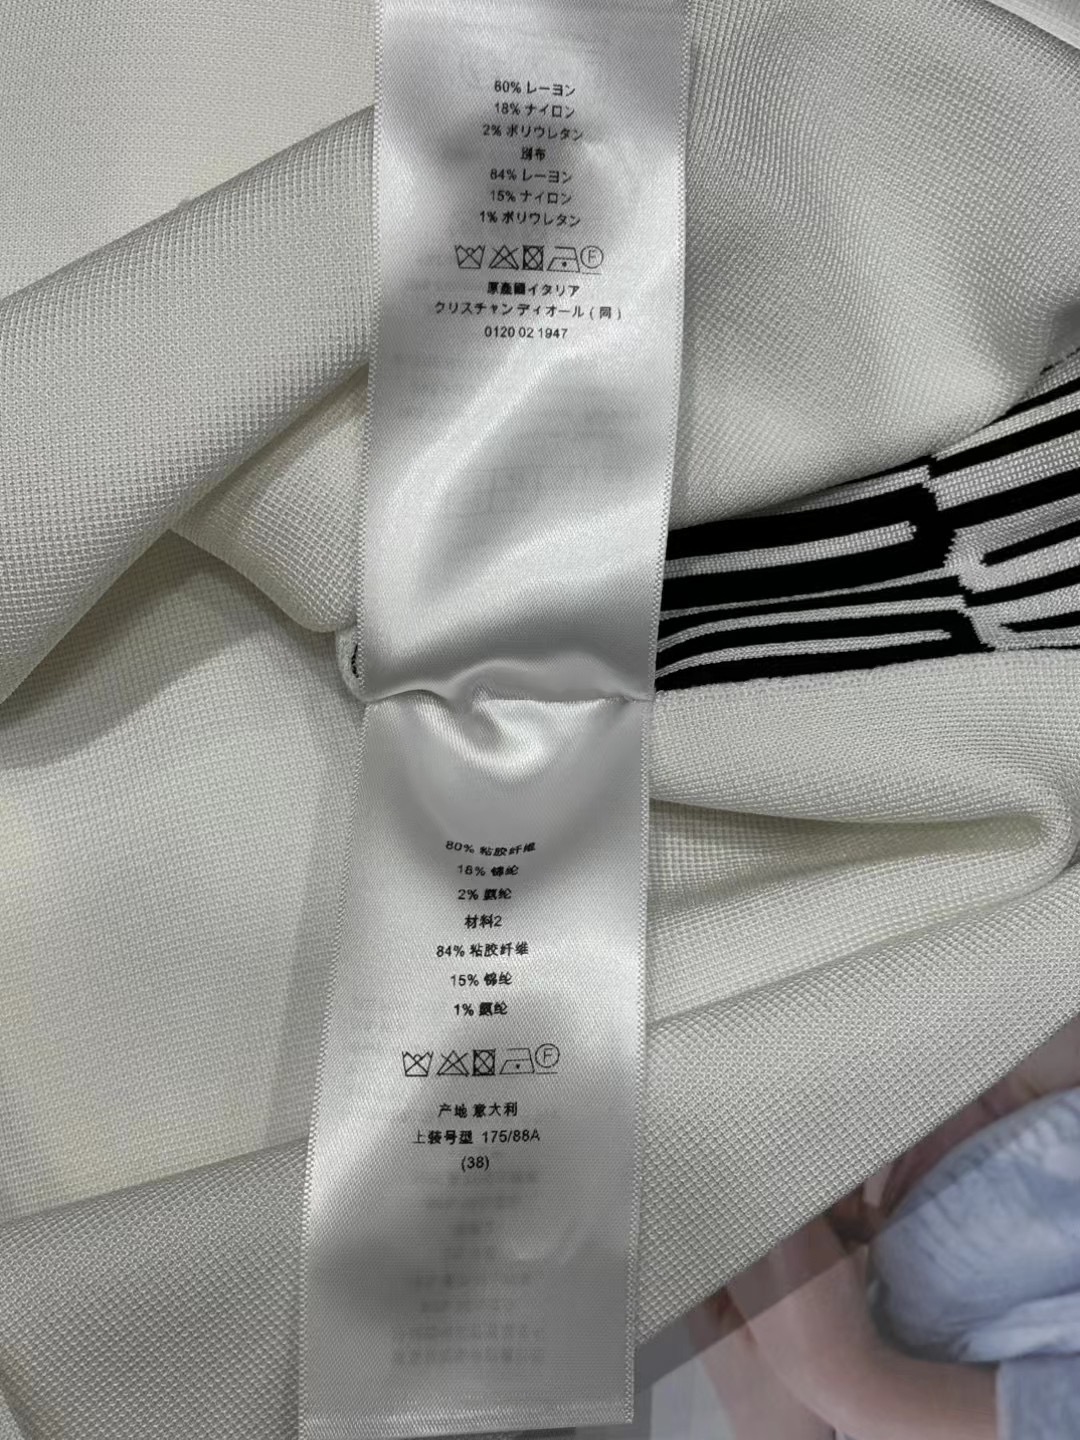 80% レーヨン
18% ナイロン
2% ポリウレタン
別布
84% レーヨン
15% ナイロン
1% ポリウレタン
F
原產國イタリア
クリスチャン ディオール ( 同 )
0120 02 1947
80% 粘胶纤维
18% 锦纶
2% 氨纶
材料2
84% 粘胶纤维
15% 锦纶
1% 氨纶
F
产地 意大利
上装号型 175/88A
(38)